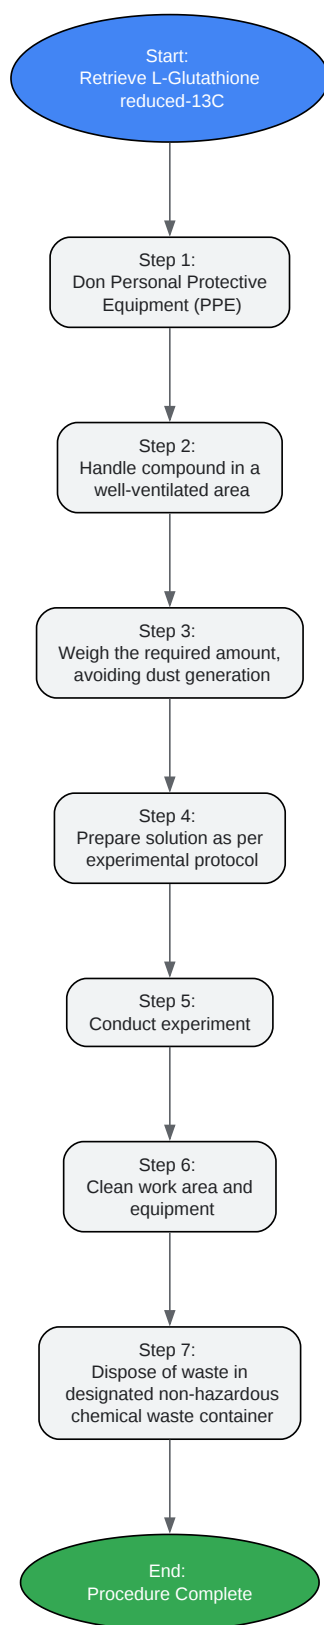 Start:
Retrieve L-Glutathione
reduced-13C
Step 1:
Don Personal Protective
Equipment (PPE)
Step 2:
Handle compound in a
well-ventilated area
Step 3:
Weigh the required amount,
avoiding dust generation
Step 4:
Prepare solution as per
experimental protocol
Step 5:
Conduct experiment
Step 6:
Clean work area and
equipment
Step 7:
Dispose of waste in
designated non-hazardous
chemical waste container
End:
Procedure Complete